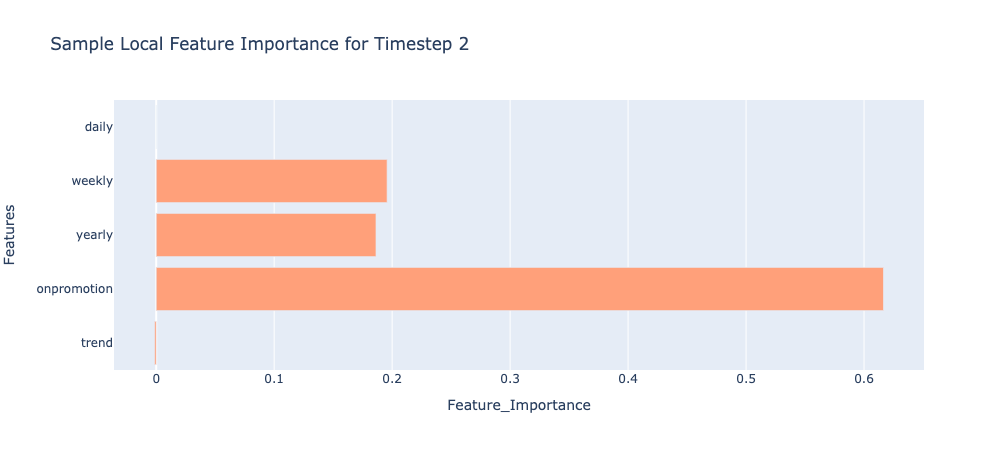 Sample Local Feature Importance for Timestep 2
daily
weekly
yearly
onpromotion
trend
Features
0 0.1 0.2 0.3 0.4 0.5 0.6
Feature_Importance